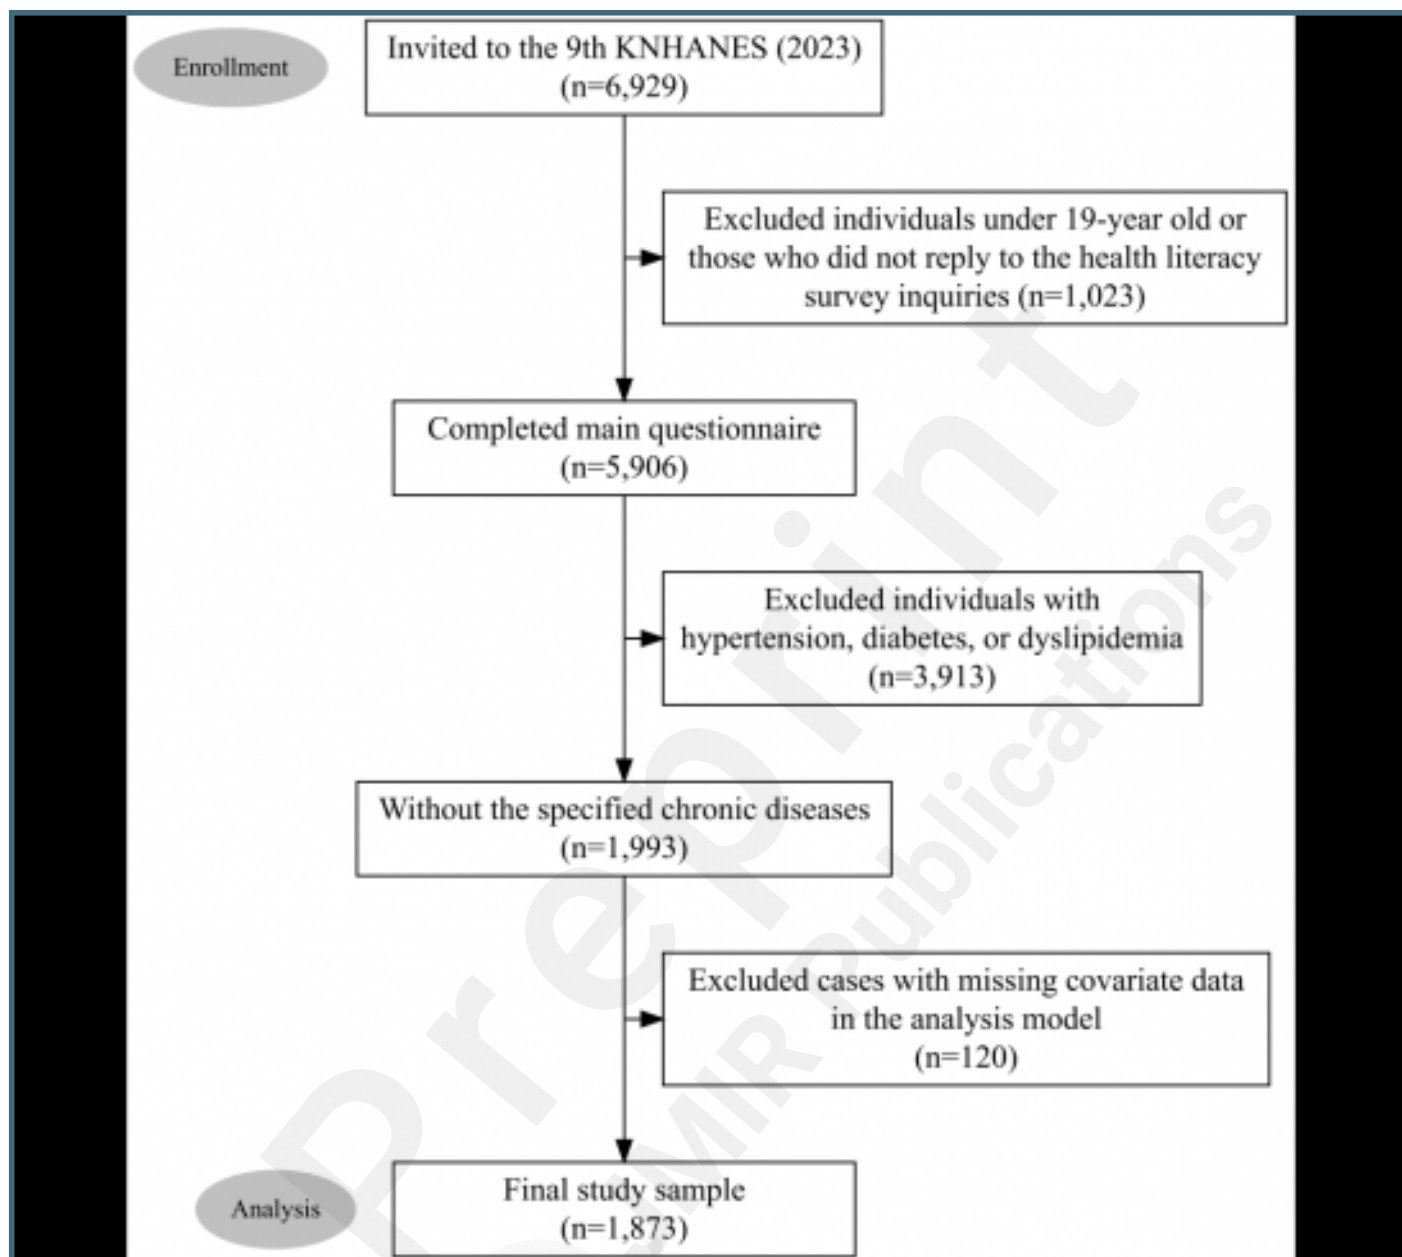 Enrollment
Invited to the 9th KNHANES (2023)
(n=6,929)
Excluded individuals under 19-year old or
those who did not reply to the health literacy
survey inquiries (n=1,023)
Completed main questionnaire
(n=5,906)
Excluded individuals with
hypertension, diabetes, or dyslipidemia
(n=3,913)
Without the specified chronic diseases
(n=1,993)
Excluded cases with missing covariate data
in the analysis model
(n=120)
Analysis
Final study sample
(n=1,873)
Preprint
JMIR Publications